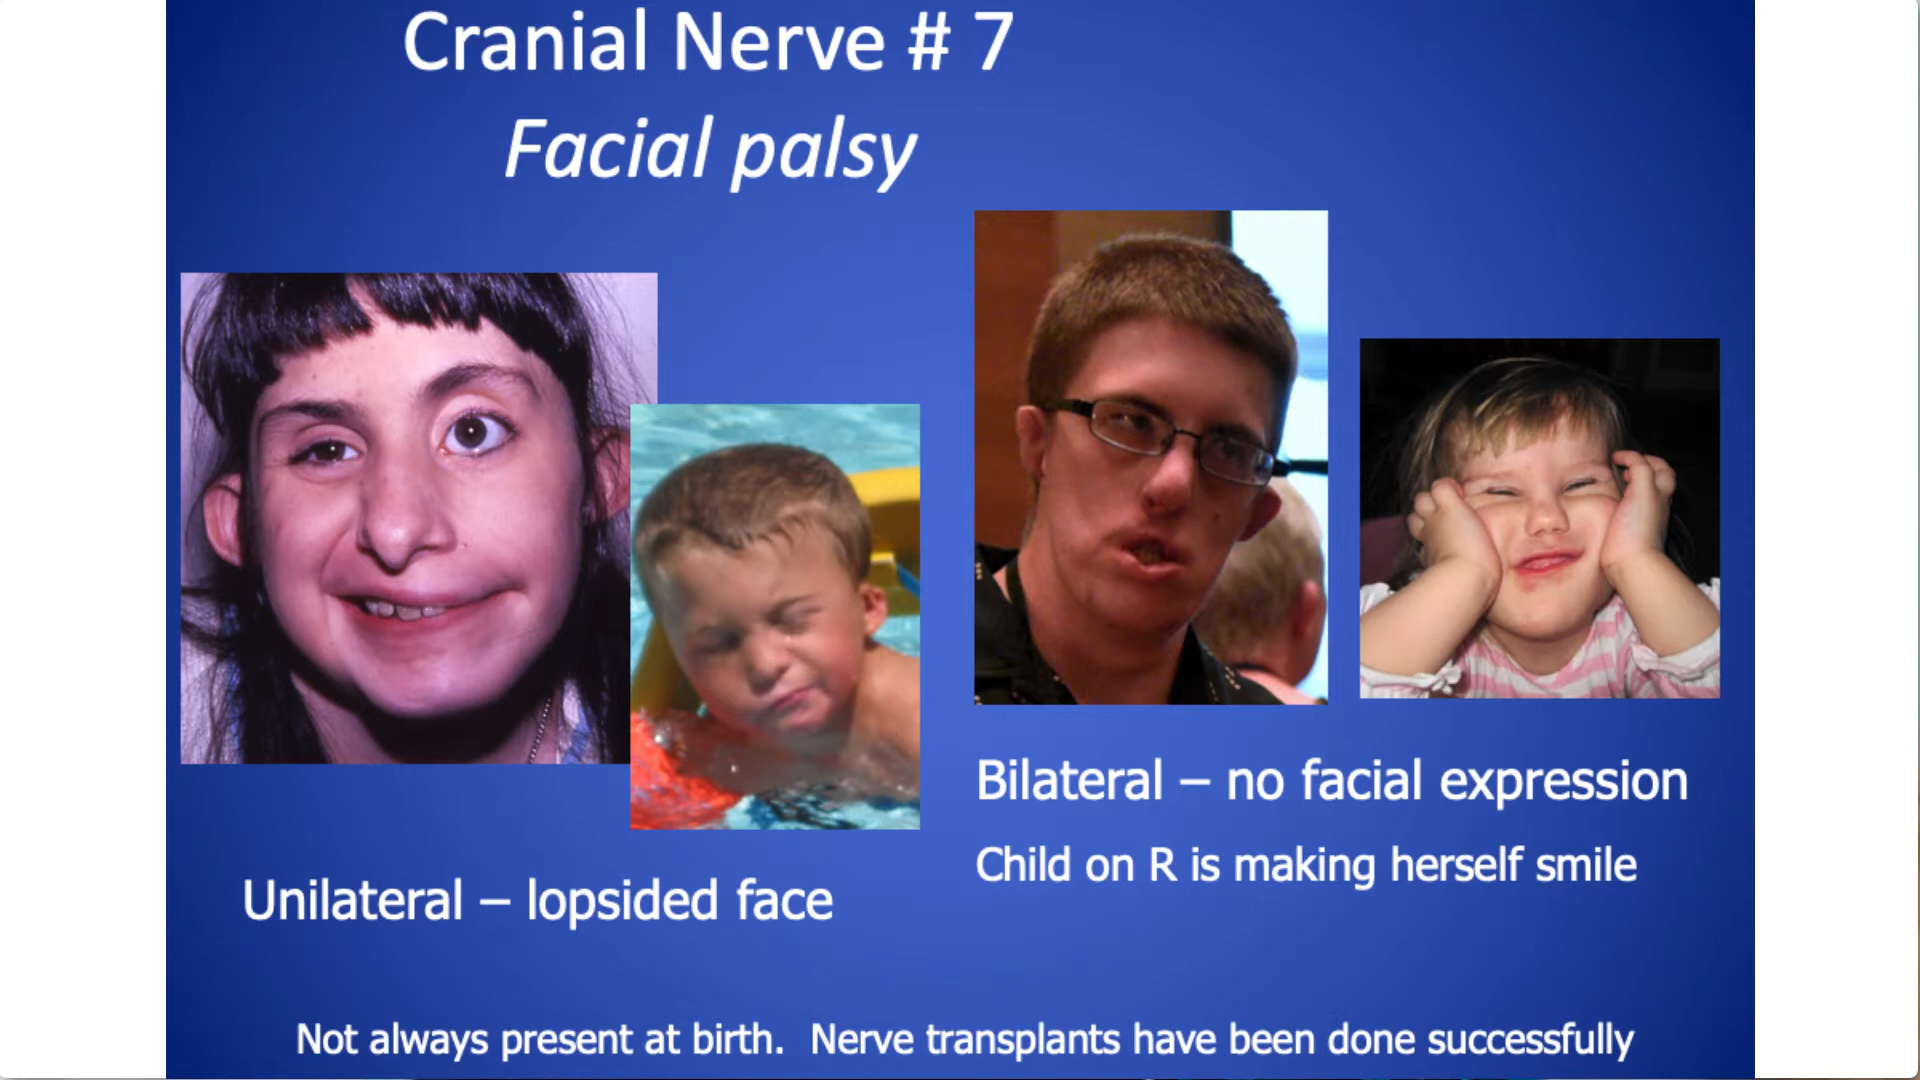 Cranial Nerve # 7
Facial palsy
Bilateral – no facial expression
Child on R is making herself smile
Unilateral – lopsided face
Not always present at birth. Nerve transplants have been done successfully